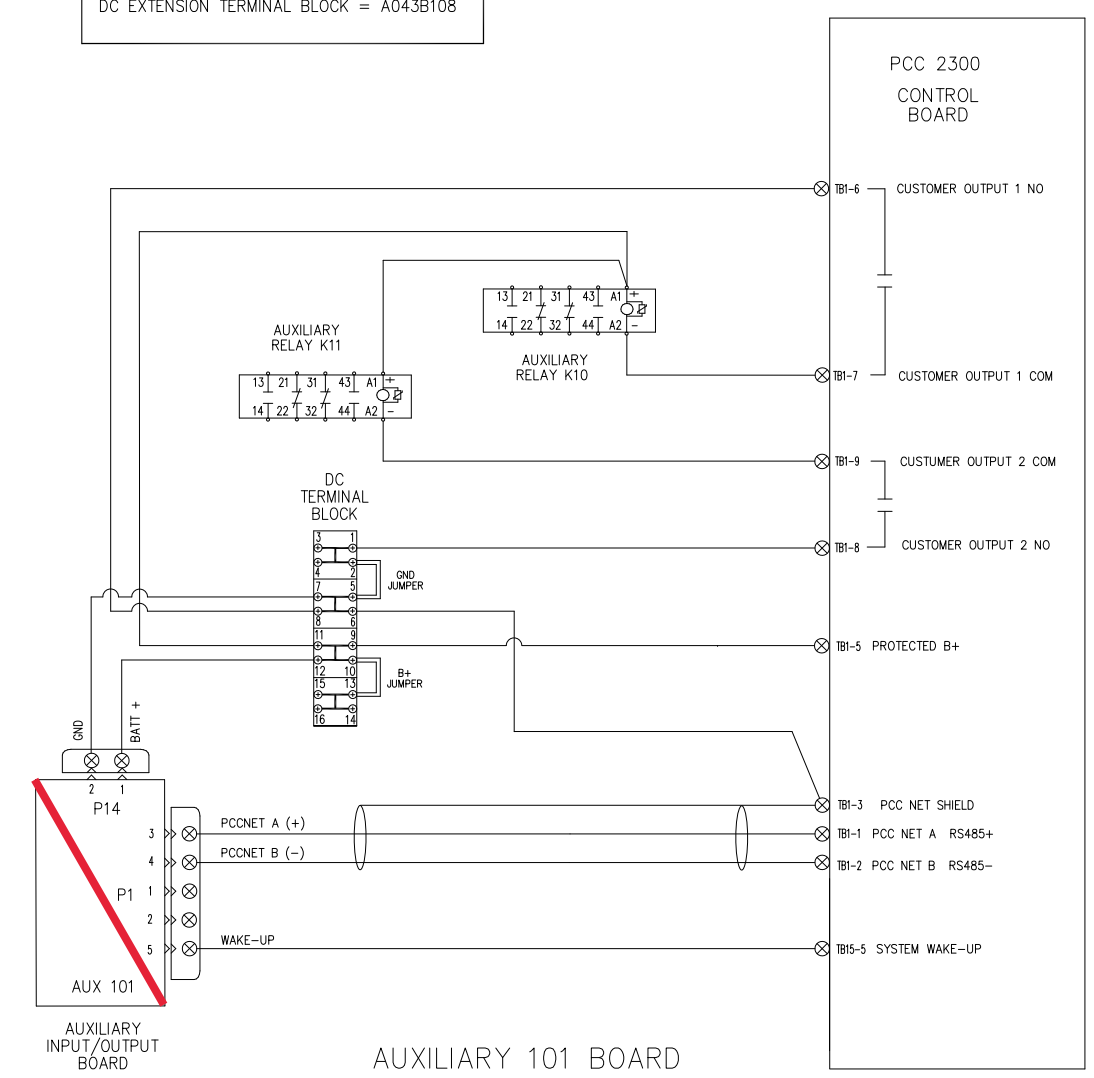 DC EXTENSION TERMINAL BLOCK = A043B108
PCC 2300
CONTROL
BOARD
TB1-6 CUSTOMER OUTPUT 1 NO
13 21 31 43 A1 +
14 22 32 44 A2 -
AUXILIARY
RELAY K10
AUXILIARY
RELAY K11
TB1-7 CUSTOMER OUTPUT 1 COM
13 21 31 43 A1 +
14 22 32 44 A2 -
TB1-9 CUSTUMER OUTPUT 2 COM
DC
TERMINAL
BLOCK
3 1
TB1-8 CUSTOMER OUTPUT 2 NO
4 2
GND
JUMPER
7 5
8 6
11 9
TB1-5 PROTECTED B+
12 10
B+
JUMPER
15 13
16 14
GND
BATT +
2 1
P14
TB1-3 PCC NET SHIELD
3 PCCNET A (+)
TB1-1 PCC NET A RS485+
4 PCCNET B (-)
TB1-2 PCC NET B RS485-
P1 1
2
5 WAKE-UP
TB15-5 SYSTEM WAKE-UP
AUX 101
AUXILIARY
INPUT/OUTPUT
BOARD
AUXILIARY 101 BOARD